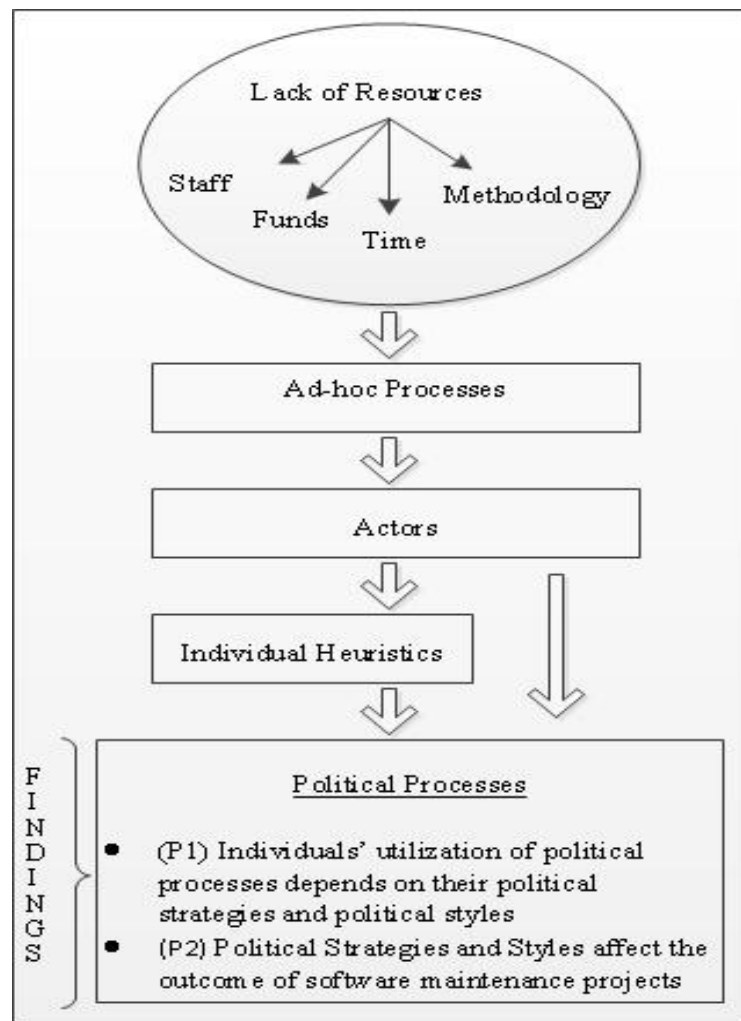 Lack of Resources
Staff
Funds
Time
Methodology
Ad-hoc Processes
Actors
Individual Heuristics
FINDINGS
Political Processes
• (P1) Individuals’ utilization of political
processes depends on their political
strategies and political styles
• (P2) Political Strategies and Styles affect the
outcome of software maintenance projects